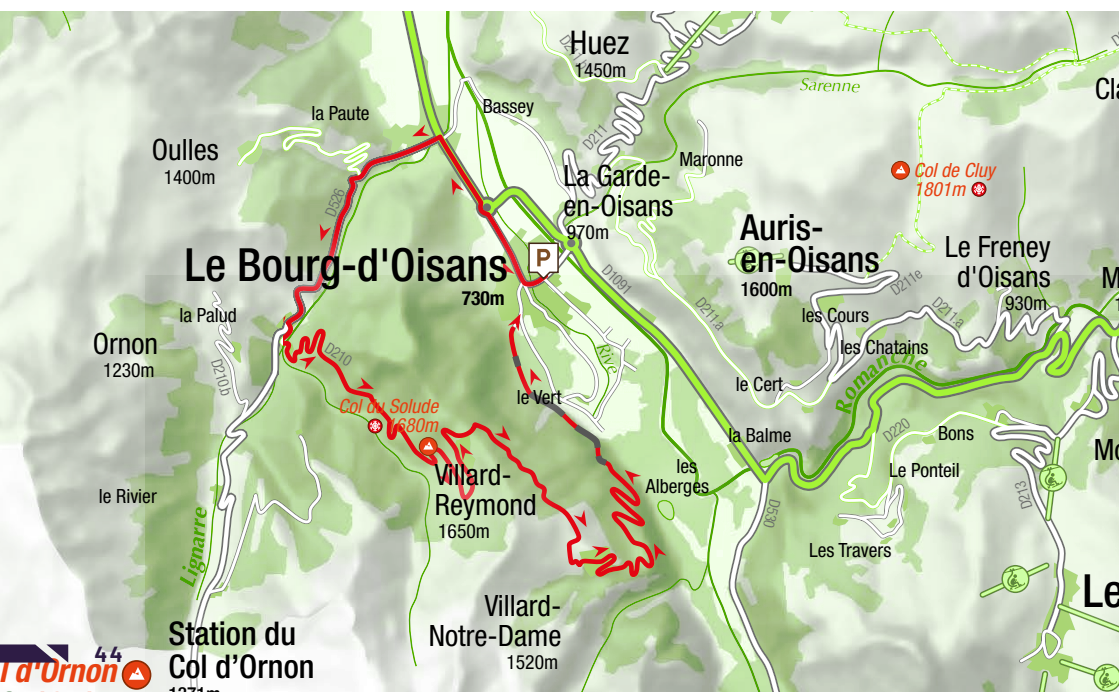 Huez
1450m
D211A
Bassey
la Paute
Sarenne
D211
Oulles
1400m
Maronne
Col de Cluy
1801m
La Garde-
en-Oisans
970m
D526
P
Auris-
en-Oisans
1600m
Le Freney
d'Oisans
930m
Le Bourg-d'Oisans
730m
D1091
D211e
D211.a
D211.a
la Palud
les Cours
Ornon
1230m
D210
D210b
Rive
les Chatains
Romanche
le Cert
le Vert
Col du Solude
1680m
la Balme
D220
Bons
Villard-
Reymond
1650m
les
Alberges
Le Ponteil
le Rivier
D530
D213
Lignarre
Les Travers
Villard-
Notre-Dame
1520m
Le
Station du
Col d'Ornon
44
l d'Ornon
1371m